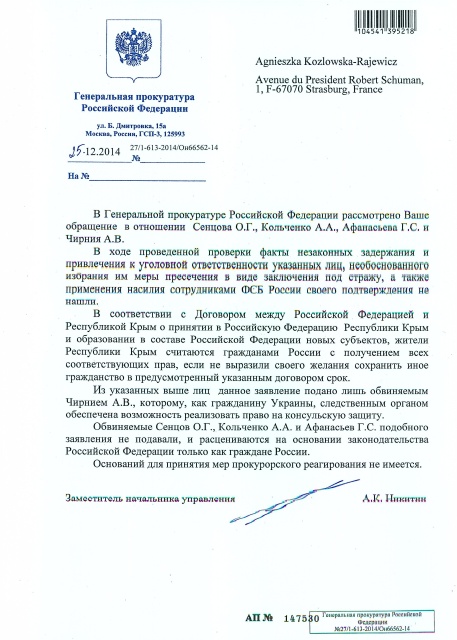 104541"395218
Agnieszka Kozlowska-Rajewicz
Avenue du President Robert Schuman,
1, F-67070 Strasburg, France
Генеральная прокуратура
Российской Федерации
ул. Б. Дмитровка, 15а
Москва, Россия, ГСП-3, 125993
25-12.2014 27/1-613-2014/Он66562-14
№
На №
В Генеральной прокуратуре Российской Федерации рассмотрено Ваше
обращение в отношении Сенцова О.Г., Кольченко А.А., Афанасьева Г.С. и
Чирния А.В.
В ходе проведенной проверки факты незаконных задержания и
привлечения к уголовной ответственности указанных лиц, необоснованного
избрания им меры пресечения в виде заключения под стражу, а также
применения насилия сотрудниками ФСБ России своего подтверждения не
нашли.
В соответствии с Договором между Российской Федерацией и
Республикой Крым о принятии в Российскую Федерацию Республики Крым
и образовании в составе Российской Федерации новых субъектов, жители
Республики Крым считаются гражданами России с получением всех
соответствующих прав, если не выразили своего желания сохранить иное
гражданство в предусмотренный указанным договором срок.
Из указанных выше лиц данное заявление подано лишь обвиняемым
Чирнием А.В., которому, как гражданину Украины, следственным органом
обеспечена возможность реализовать право на консульскую защиту.
Обвиняемые Сенцов О.Г., Кольченко А.А. и Афанасьев Г.С. подобного
заявления не подавали, и расцениваются на основании законодательства
Российской Федерации только как граждане России.
Оснований для принятия мер прокурорского реагирования не имеется.
Заместитель начальника управления А.К. Никитин
АП № 147530
Генеральная прокуратура Российской
Федерации
№27/1-613-2014/Он66562-14